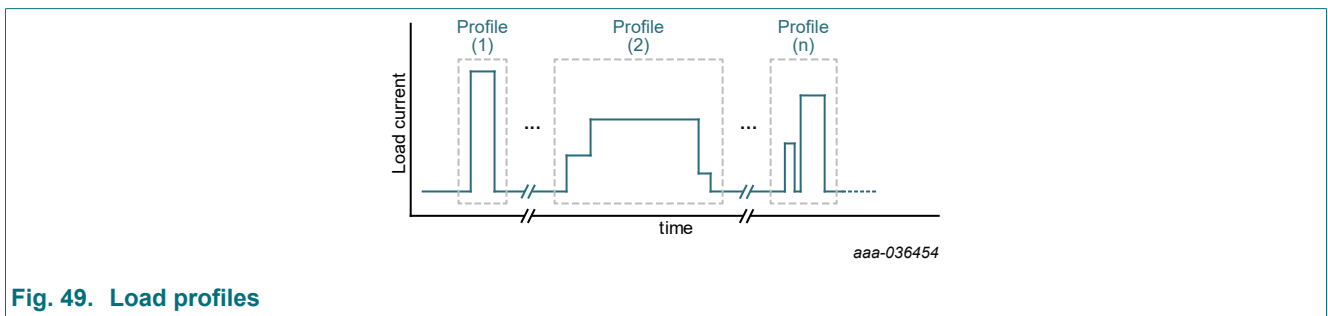 Profile
(1)
Profile
(2)
Profile
(n)
Load current
...
...
time
aaa-036454
Fig. 49. Load profiles